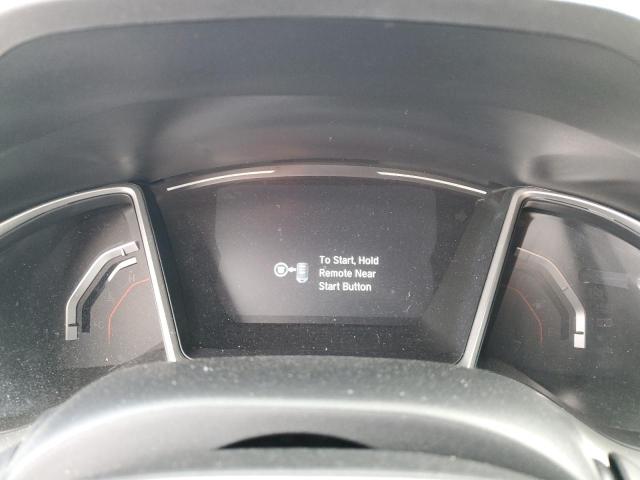 To Start, Hold
Remote Near
Start Button